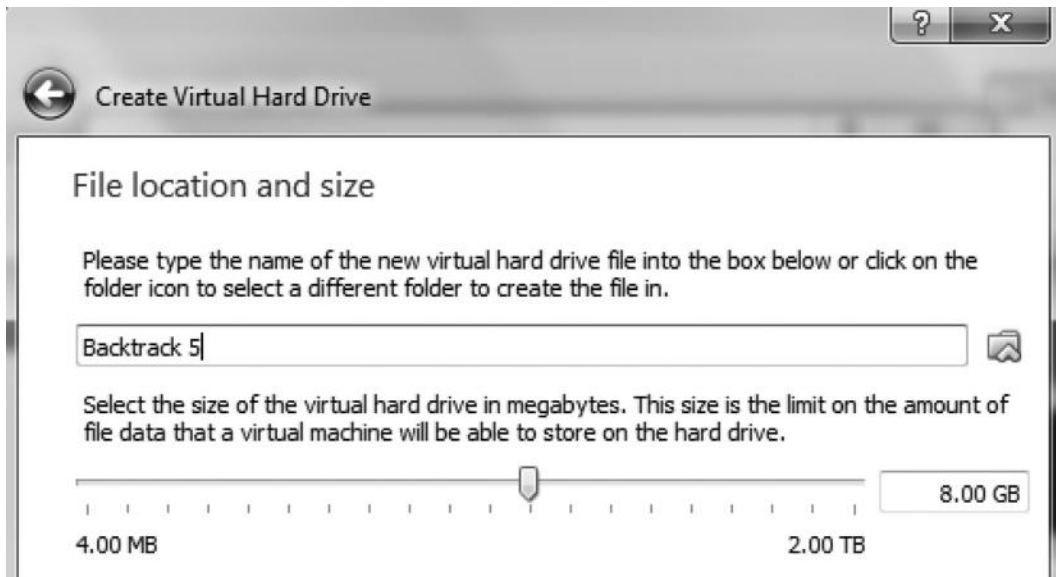 ?
X
Create Virtual Hard Drive
File location and size
Please type the name of the new virtual hard drive file into the box below or click on the
folder icon to select a different folder to create the file in.
Backtrack 5
Select the size of the virtual hard drive in megabytes. This size is the limit on the amount of
file data that a virtual machine will be able to store on the hard drive.
8.00 GB
4.00 MB
2.00 TB